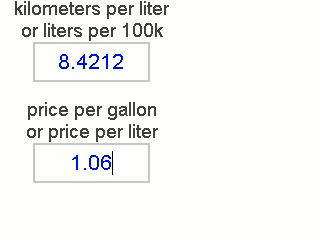 kilometers per liter
or liters per 100k
8.4212
price per gallon
or price per liter
1.06